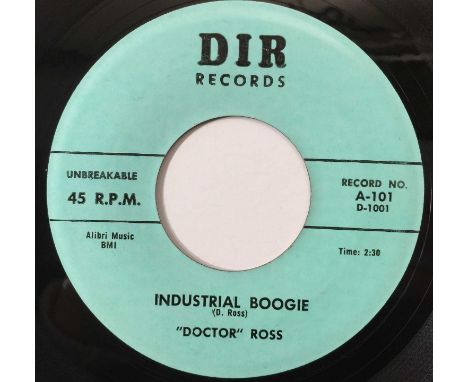 DIR
RECORDS
UNBREAKABLE
45 R.P.M.
RECORD NO.
A-101
D-1001
Alibri Music
BMI
Time: 2:30
INDUSTRIAL BOOGIE
(D. Ross)
"DOCTOR" ROSS